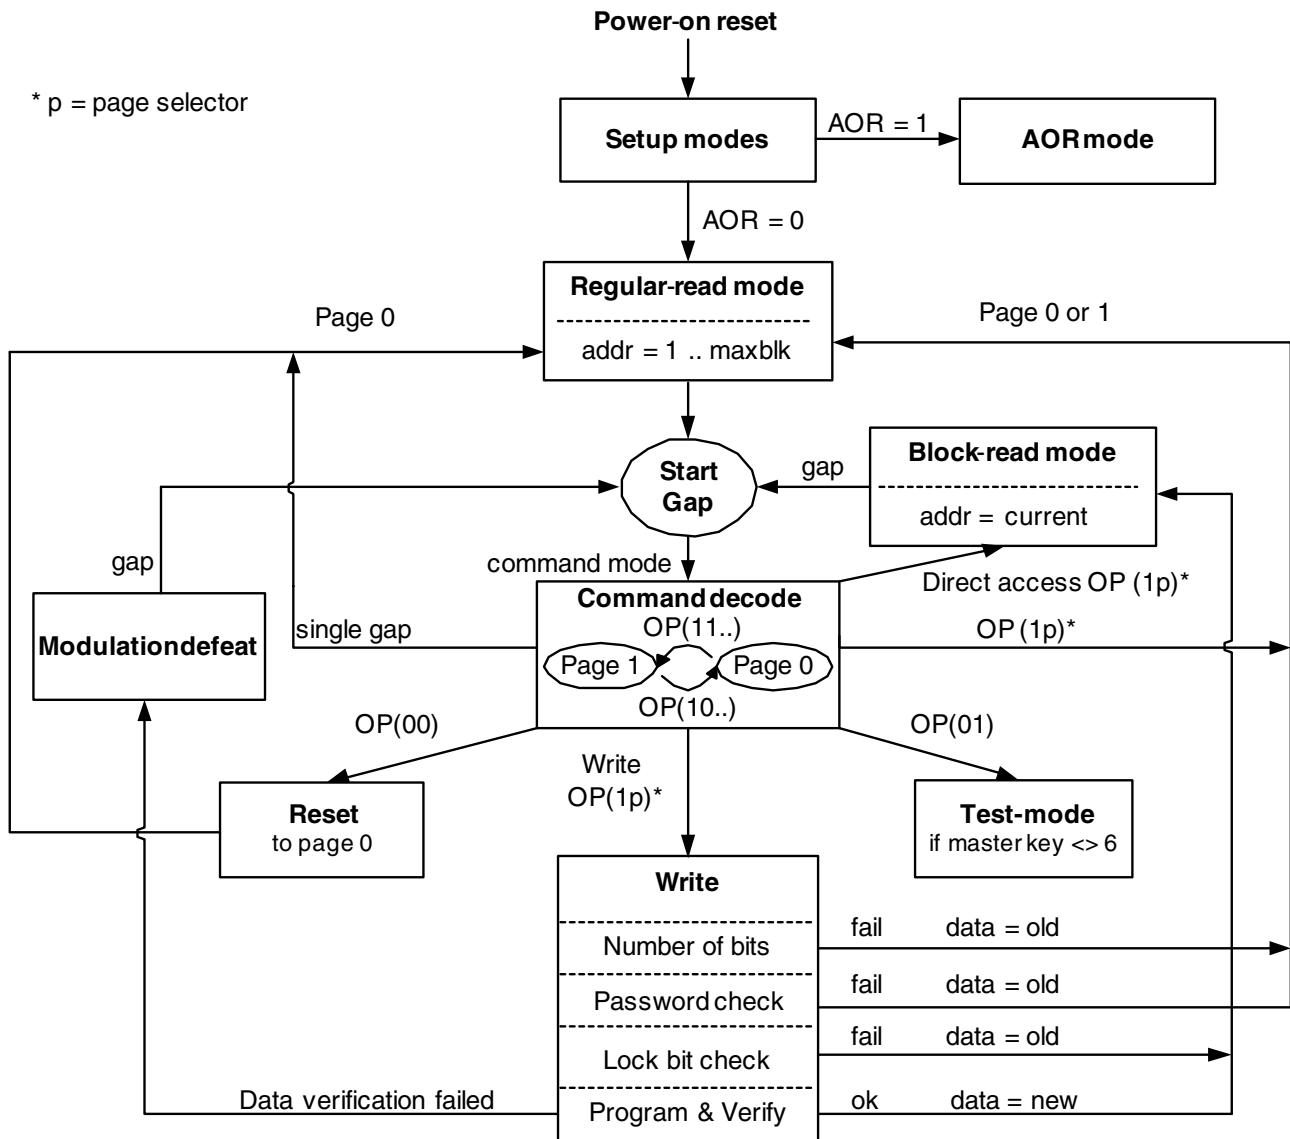 Power-on reset
* p = page selector
Setup modes
AOR = 1
AOR mode
AOR = 0
Regular-read mode
addr = 1 .. maxblk
Page 0
Page 0 or 1
Start
Gap
gap
Block-read mode
addr = current
gap
command mode
Direct access OP (1p)*
Modulation defeat
single gap
Command decode
OP(11..)
Page 1
Page 0
OP(10..)
OP (1p)*
OP(00)
OP(01)
Write
OP(1p)*
Reset
to page 0
Test-mode
if master key <> 6
Write
Number of bits
fail data = old
Password check
fail data = old
Lock bit check
fail data = old
Data verification failed
Program & Verify
ok data = new